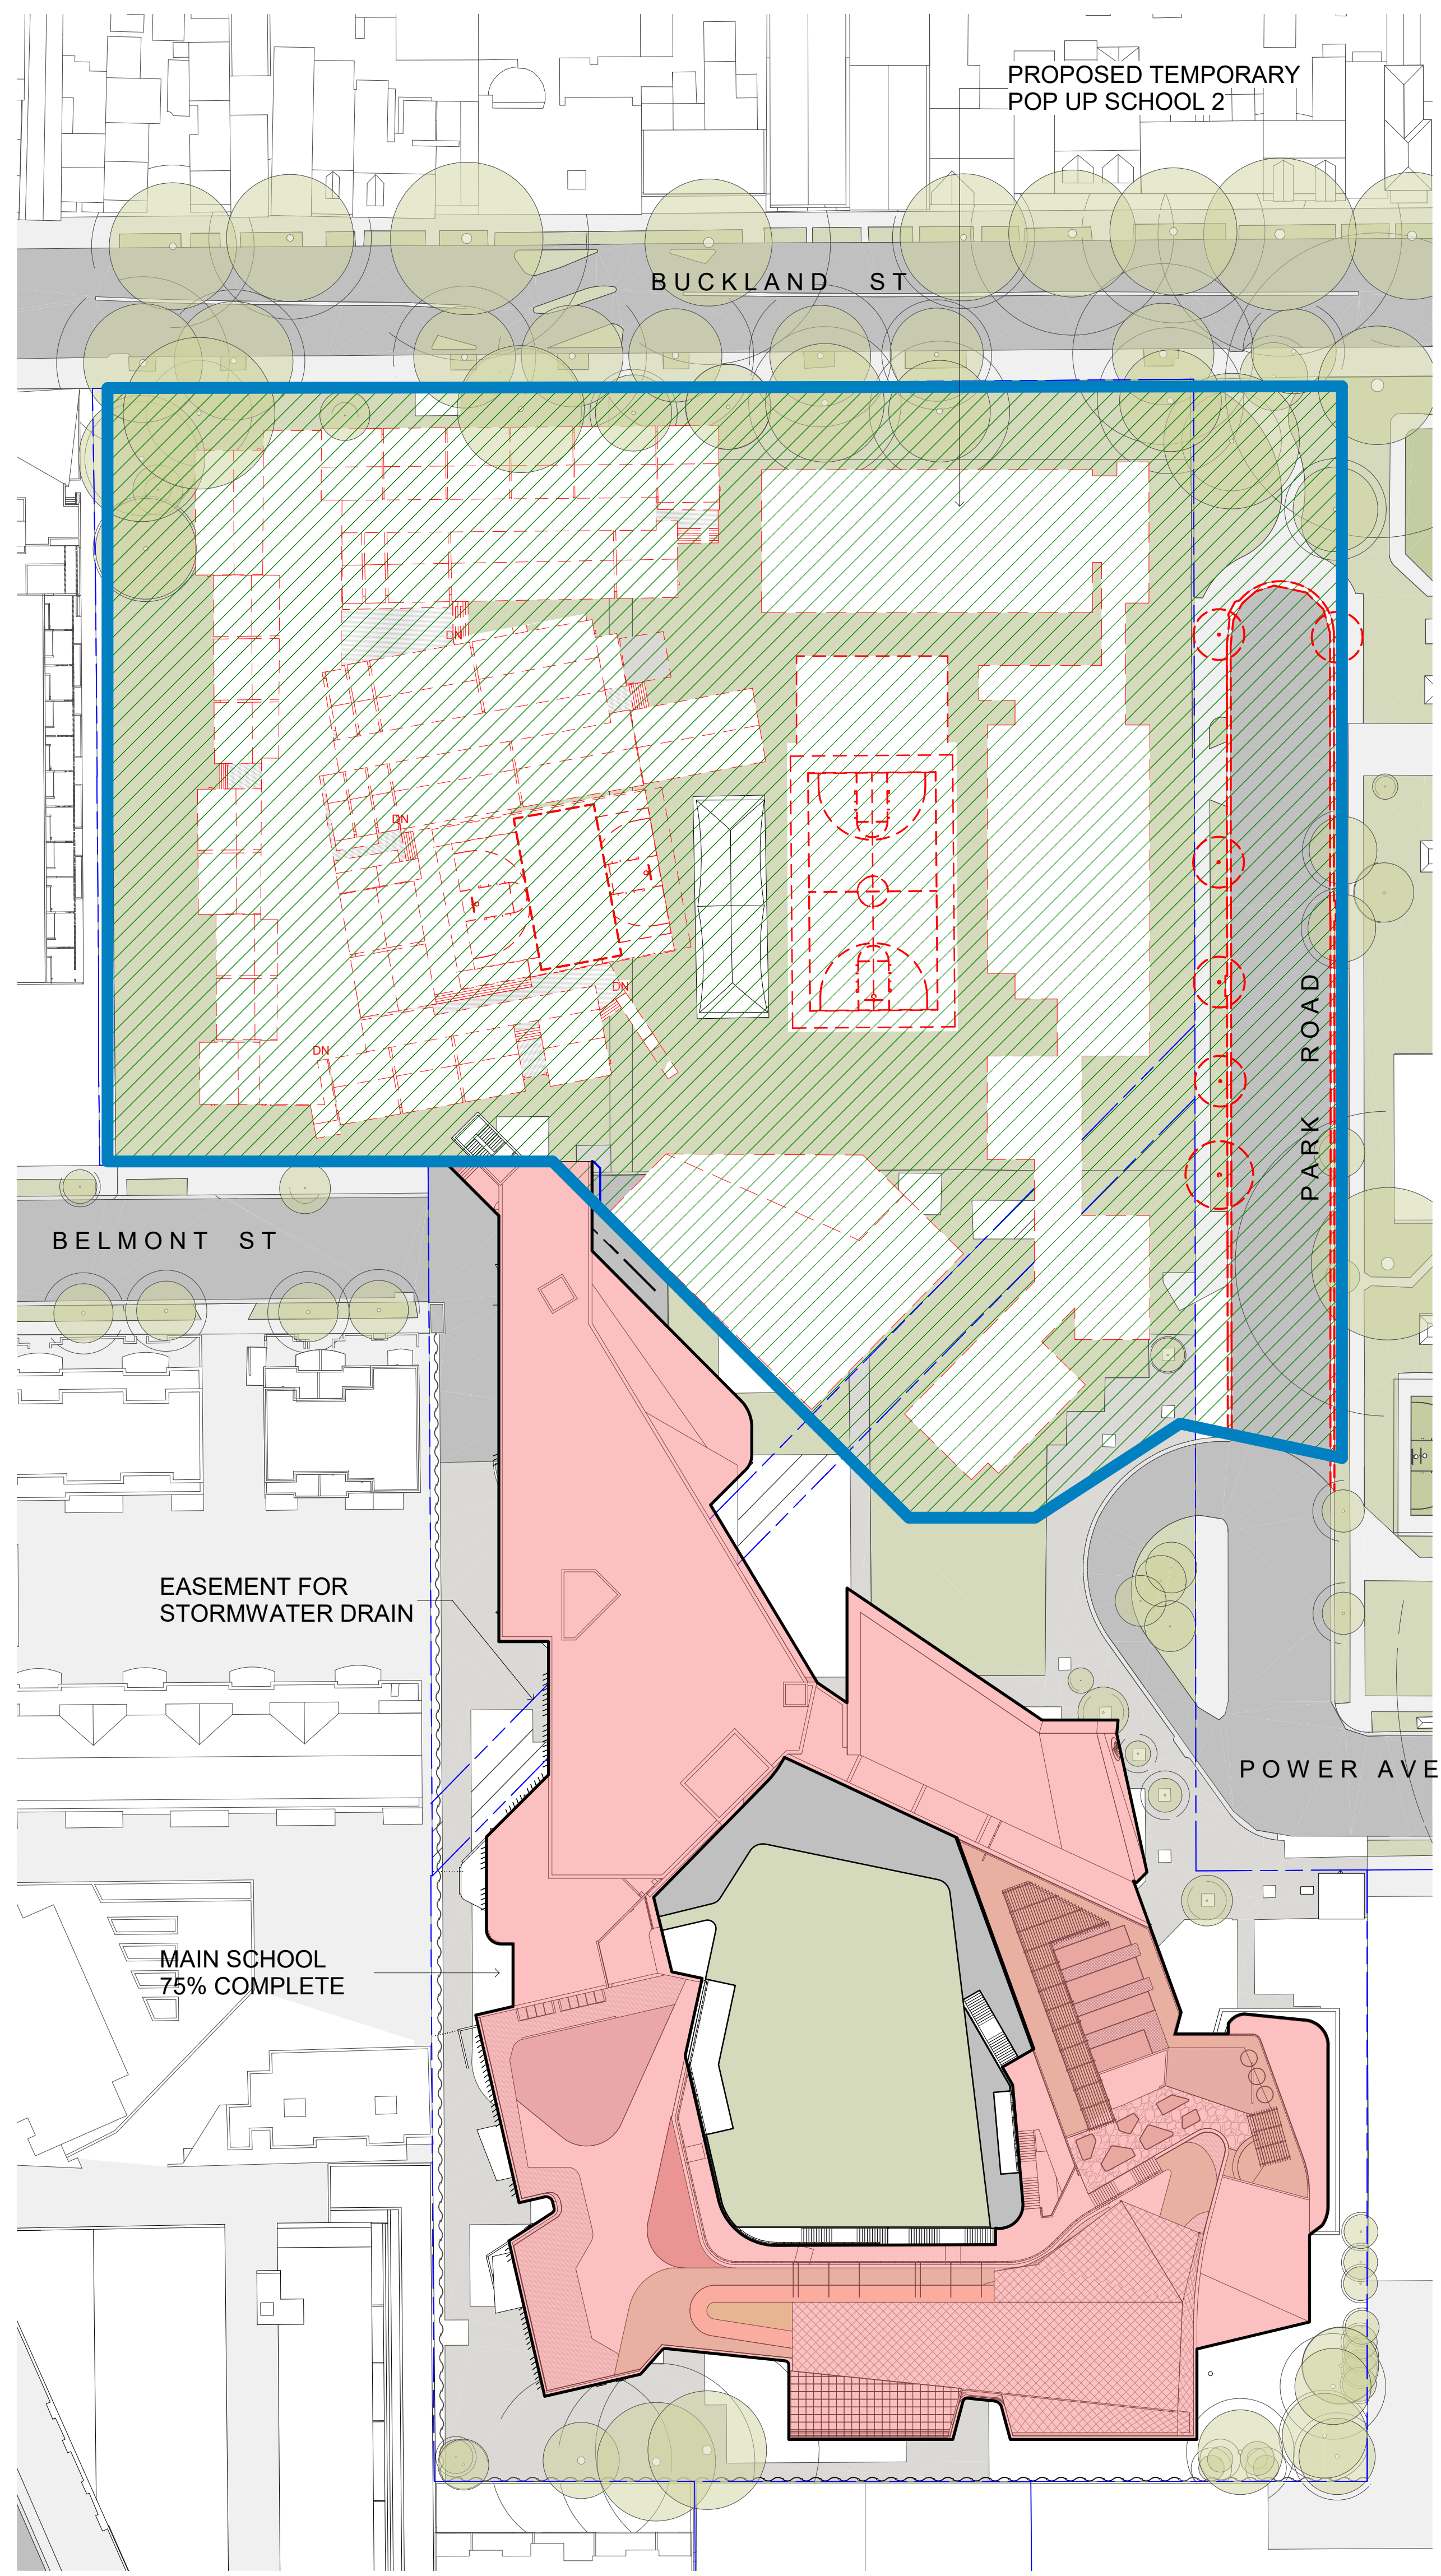 PROPOSED TEMPORARY
POP UP SCHOOL 2
BUCKLAND ST
DN
DN
DN
DN
PARK ROAD
BELMONT ST
EASEMENT FOR
STORMWATER DRAIN
POWER AVE
MAIN SCHOOL
75% COMPLETE